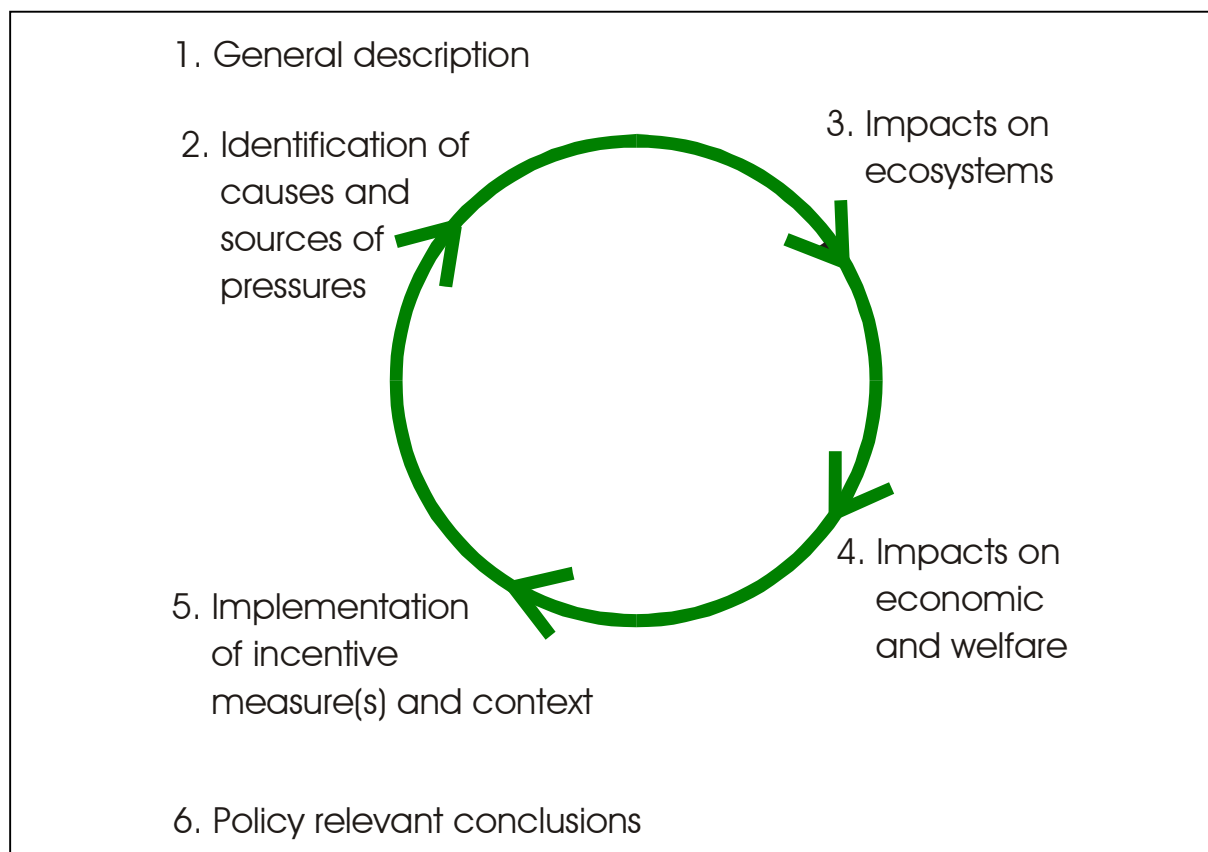 1. General description
2. Identification of
causes and
sources of
pressures
3. Impacts on
ecosystems
4. Impacts on
economic
and welfare
5. Implementation
of incentive
measure(s) and context
6. Policy relevant conclusions